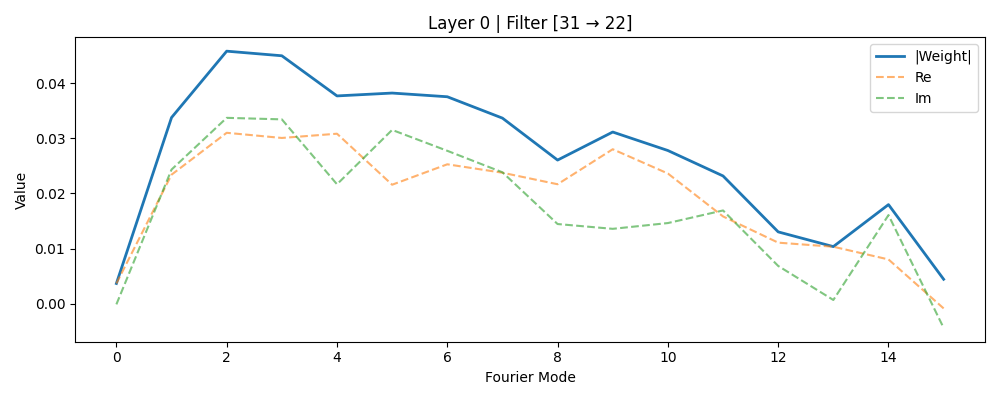 Layer 0 | Filter [31 → 22]
|Weight|
Re
Im
Value
0.04
0.03
0.02
0.01
0.00
0 2 4 6 8 10 12 14
Fourier Mode